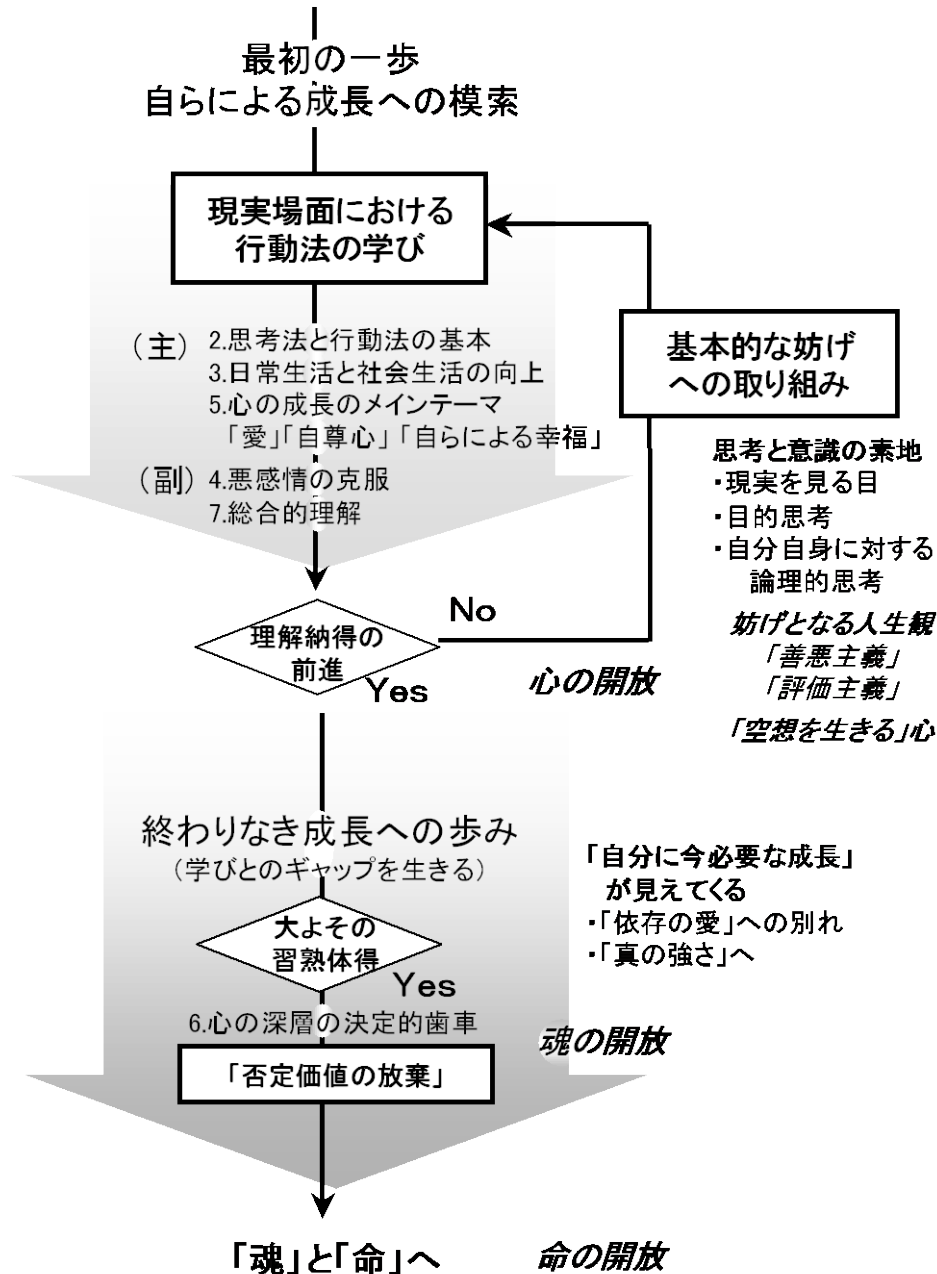 最初の一歩
自らによる成長への模索
現実場面における
行動法の学び
(主) 2.思考法と行動法の基本
3.日常生活と社会生活の向上
5.心の成長のメインテーマ
「愛」「自尊心」「自らによる幸福」
(副) 4.悪感情の克服
7.総合的理解
基本的な妨げ
への取り組み
思考と意識の素地
・現実を見る目
・目的思考
・自分自身に対する
論理的思考
妨げとなる人生観
「善悪主義」
「評価主義」
「空想を生きる」心
理解納得の
前進
No
Yes
心の開放
終わりなき成長への歩み
(学びとのギャップを生きる)
「自分に今必要な成長」
が見えてくる
・「依存の愛」への別れ
・「真の強さ」へ
大よその
習熟体得
Yes
6.心の深層の決定的歯車
魂の開放
「否定価値の放棄」
「魂」と「命」へ
命の開放